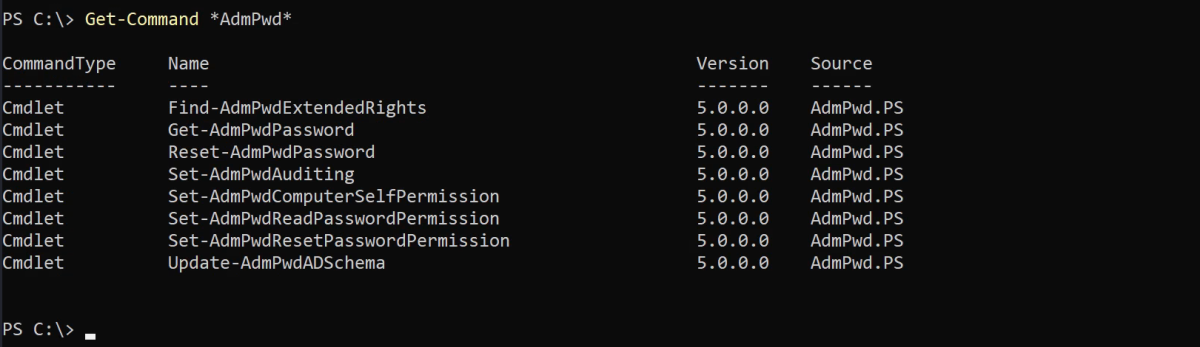 PS C:\> Get-Command *AdmPwd*
CommandType Name Version Source
----------- ---- ------- ------
Cmdlet Find-AdmPwdExtendedRights 5.0.0.0 AdmPwd.PS
Cmdlet Get-AdmPwdPassword 5.0.0.0 AdmPwd.PS
Cmdlet Reset-AdmPwdPassword 5.0.0.0 AdmPwd.PS
Cmdlet Set-AdmPwdAuditing 5.0.0.0 AdmPwd.PS
Cmdlet Set-AdmPwdComputerSelfPermission 5.0.0.0 AdmPwd.PS
Cmdlet Set-AdmPwdReadPasswordPermission 5.0.0.0 AdmPwd.PS
Cmdlet Set-AdmPwdResetPasswordPermission 5.0.0.0 AdmPwd.PS
Cmdlet Update-AdmPwdADSchema 5.0.0.0 AdmPwd.PS
PS C:\>